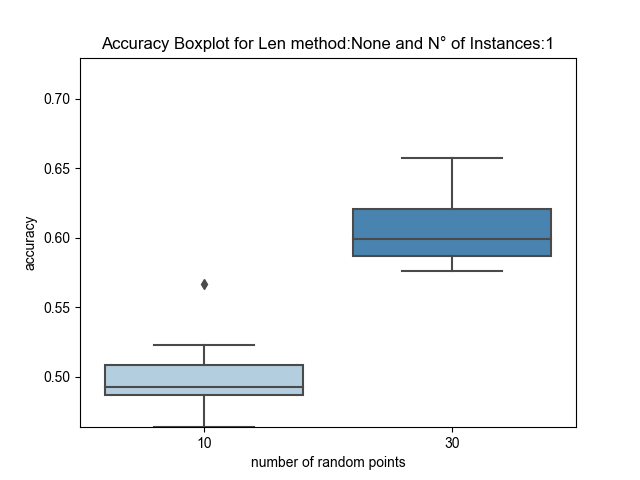 Accuracy Boxplot for Len method:None and N° of Instances:1
0.70
0.65
0.60
0.55
0.50
accuracy
10 30
number of random points